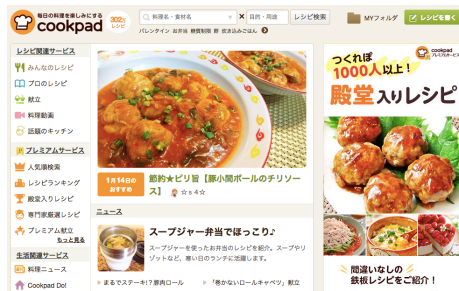 毎日の料理を楽しみにする
cookpad
302万
レシピ
料理名・食材名
×
目的・用途
レシピ検索
MYフォルダ
レシピを書く
バレンタイン お弁当 糖質制限 餅 炊き込みごはん
レシピ関連サービス
みんなのレシピ
プロのレシピ
献立
料理動画
話題のキッチン
プレミアムサービス
人気順検索
レシピランキング
殿堂入りレシピ
専門家厳選レシピ
プレミアム献立
もっと見る
生活関連サービス
料理ニュース
Cookpad Do!
1月14日の
おすすめ
節約★ピリ旨【豚小間ボールのチリソース】
☆s4☆
ニュース
スープジャー弁当でほっこり♪
スープジャーを使ったお弁当のレシピを紹介。スープやリ
ゾットなど、寒い日のランチに活躍します。
まるでステーキ!？豚肉ロール
「巻かないロールキャベツ」献立
cookpad
プレミアムサービス
つくれぽ
1000人以上！
殿堂入りレシピ
間違いなしの
鉄板レシピをご紹介！